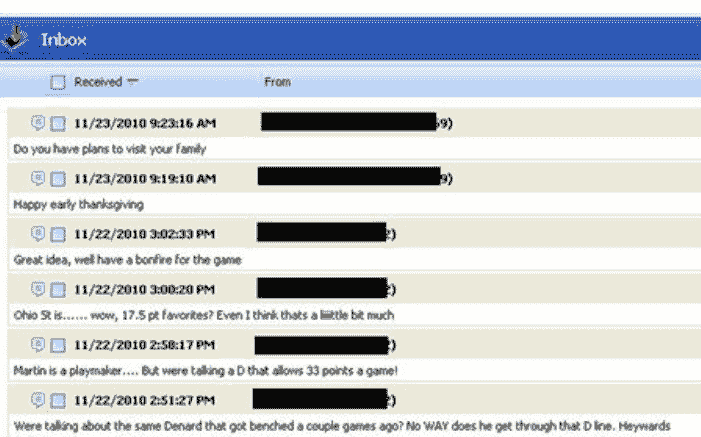 Inbox
Received From
11/23/2010 9:23:16 AM 9)
Do you have plans to visit your family
11/23/2010 9:19:10 AM 9)
Happy early thanksgiving
11/22/2010 3:02:33 PM 2)
Great idea, well have a bonfire for the game
11/22/2010 3:00:20 PM 2)
Ohio St is...... wow, 17.5 pt favorites? Even I think thats a liiiittle bit much
11/22/2010 2:58:17 PM 2)
Martin is a playmaker.... But were talking a D that allows 33 points a game!
11/22/2010 2:51:27 PM 2)
Were talking about the same Denard that got benched a couple games ago? No WAY does he get through that D line. Heywards